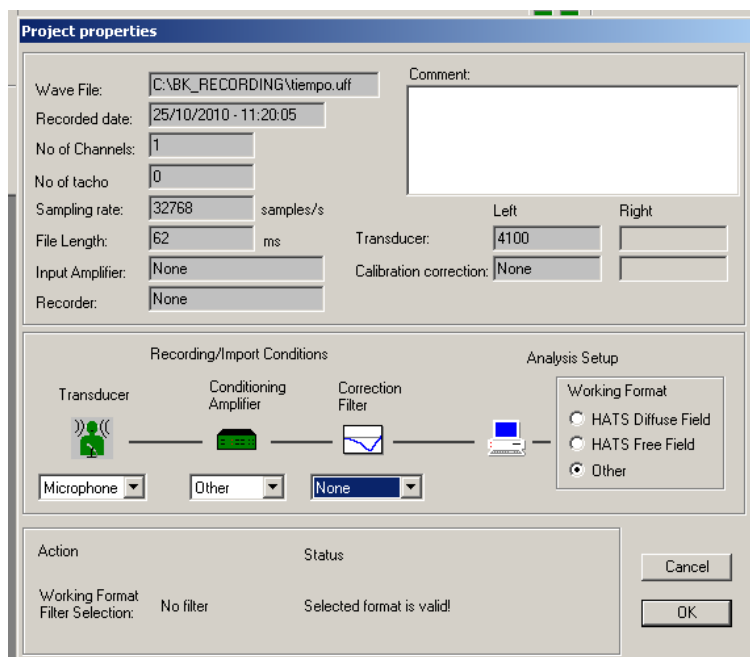 Project properties
Wave File: C:\BK_RECORDING\tiempo.uff
Comment:
Recorded date: 25/10/2010 - 11:20:05
No of Channels: 1
No of tacho 0
Sampling rate: 32768 samples/s
Left Right
File Length: 62 ms
Transducer: 4100
Input Amplifier: None
Calibration correction: None
Recorder: None
Recording/Import Conditions
Analysis Setup
Transducer
Conditioning
Amplifier
Correction
Filter
Working Format
HATS Diffuse Field
HATS Free Field
Other
Microphone
Other
None
Action
Status
Working Format
Filter Selection:
No filter
Selected format is valid!
Cancel
OK